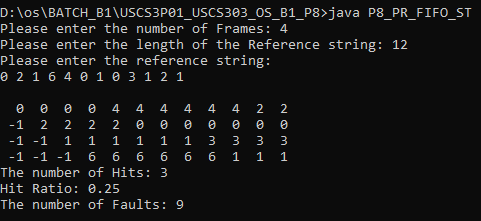 D:\os\BATCH_B1\USCS3P01_USCS303_OS_B1_P8>java P8_PR_FIFO_ST
Please enter the number of Frames: 4
Please enter the length of the Reference string: 12
Please enter the reference string:
0 2 1 6 4 0 1 0 3 1 2 1
0 0 0 0 4 4 4 4 4 4 2 2
-1 2 2 2 2 0 0 0 0 0 0 0
-1 -1 1 1 1 1 1 1 3 3 3 3
-1 -1 -1 6 6 6 6 6 6 1 1 1
The number of Hits: 3
Hit Ratio: 0.25
The number of Faults: 9